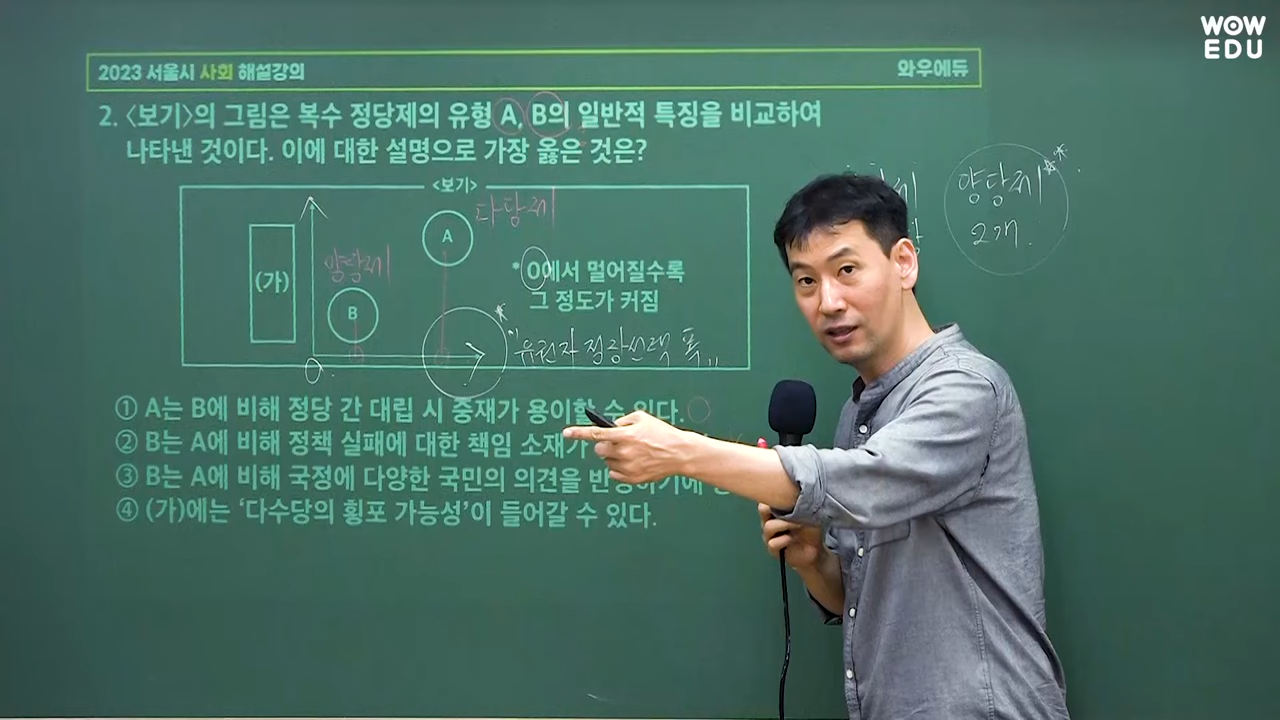 WOW
EDU
2023 서울시 사회 해설강의
와우에듀
2. <보기>의 그림은 복수 정당제의 유형 A, B의 일반적 특징을 비교하여
나타낸 것이다. 이에 대한 설명으로 가장 옳은 것은?
양당제
2개
<보기>
다당제
A
(가)
양당제
B
* 0에서 멀어질수록
그 정도가 커짐
"유권자 정당선택 폭"
0
① A는 B에 비해 정당 간 대립 시 중재가 용이할 수 있다.
② B는 A에 비해 정책 실패에 대한 책임 소재가
③ B는 A에 비해 국정에 다양한 국민의 의견을 반영하기에
④ (가)에는 '다수당의 횡포 가능성'이 들어갈 수 있다.